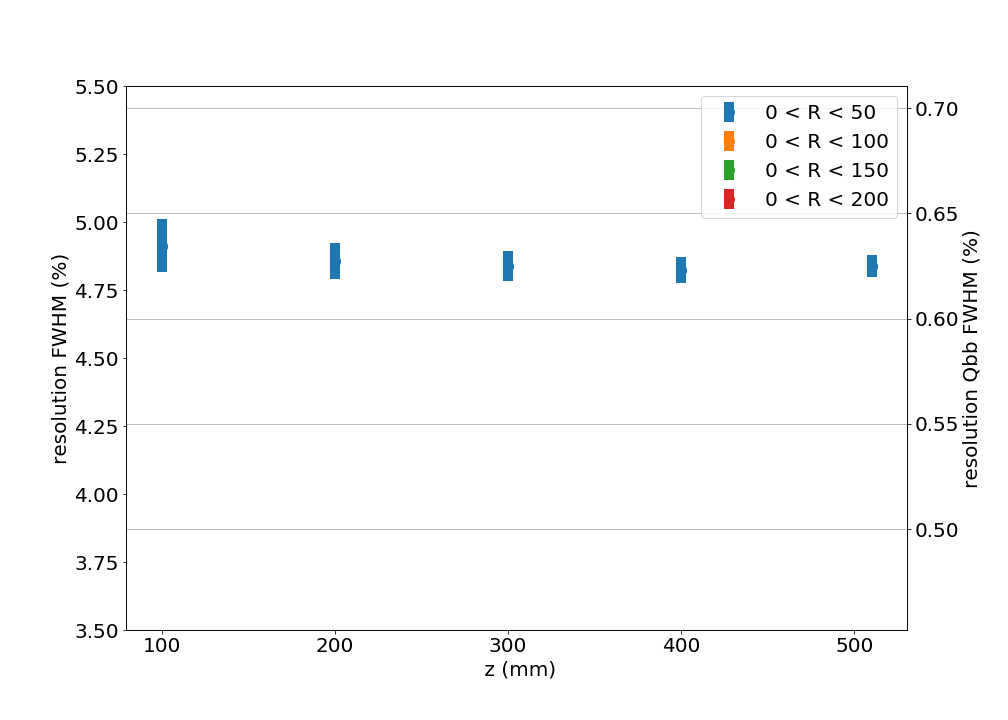 5.50
5.25
5.00
4.75
4.50
4.25
4.00
3.75
3.50
resolution FWHM (%)
0 < R < 50
0 < R < 100
0 < R < 150
0 < R < 200
0.70
0.65
0.60
0.55
0.50
resolution Qbb FWHM (%)
100 200 300 400 500
z (mm)